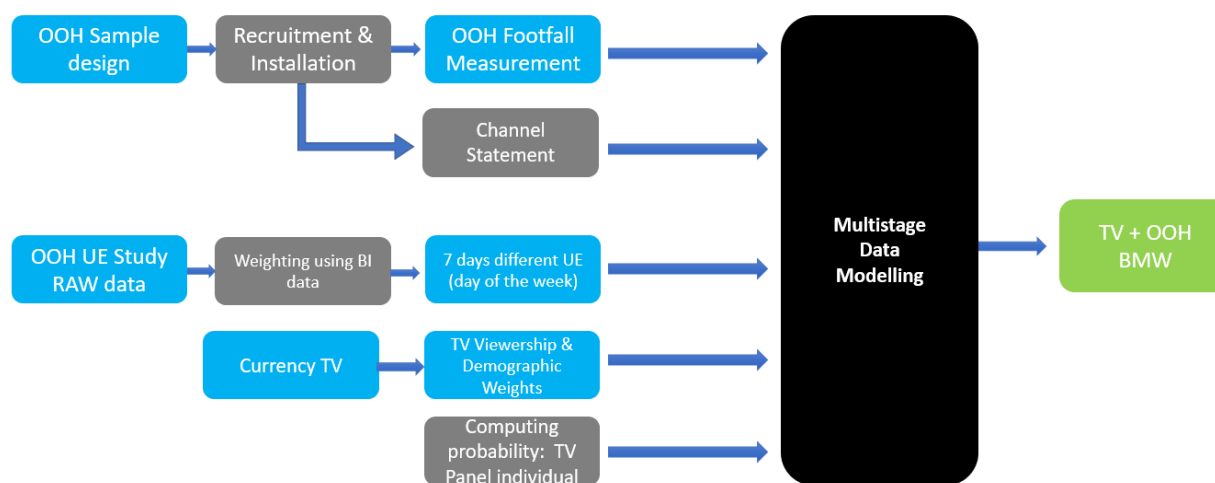 OOH Sample
design
Recruitment &
Installation
OOH Footfall
Measurement
Channel
Statement
OOH UE Study
RAW data
Weighting using BI
data
7 days different UE
(day of the week)
Currency TV
TV Viewership &
Demographic
Weights
Computing
probability: TV
Panel individual
Multistage
Data
Modelling
TV + OOH
BMW